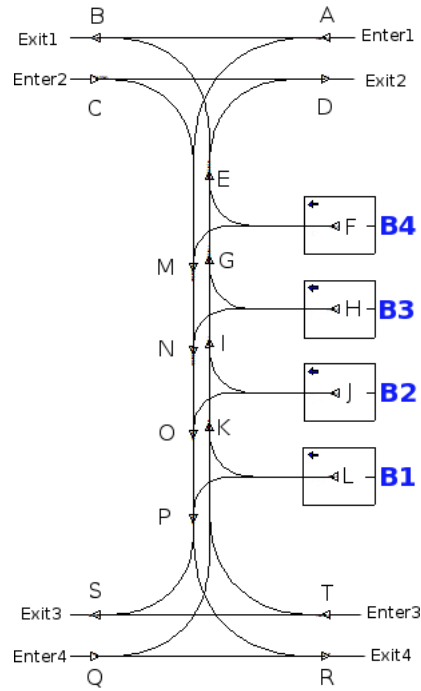 B A
Exit1 Enter1
Enter2 Exit2
C D
E
F B4
M G
H B3
N I
J B2
O K
L B1
P
S T
Exit3 Enter3
Enter4 Exit4
Q R